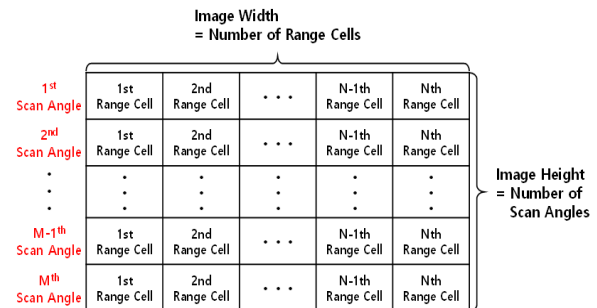 Image Width
= Number of Range Cells
1st
Scan Angle
1st
Range Cell
2nd
Range Cell
. . .
N-1th
Range Cell
Nth
Range Cell
2nd
Scan Angle
1st
Range Cell
2nd
Range Cell
. . .
N-1th
Range Cell
Nth
Range Cell
Image Height
= Number of
Scan Angles
M-1th
Scan Angle
1st
Range Cell
2nd
Range Cell
. . .
N-1th
Range Cell
Nth
Range Cell
Mth
Scan Angle
1st
Range Cell
2nd
Range Cell
. . .
N-1th
Range Cell
Nth
Range Cell